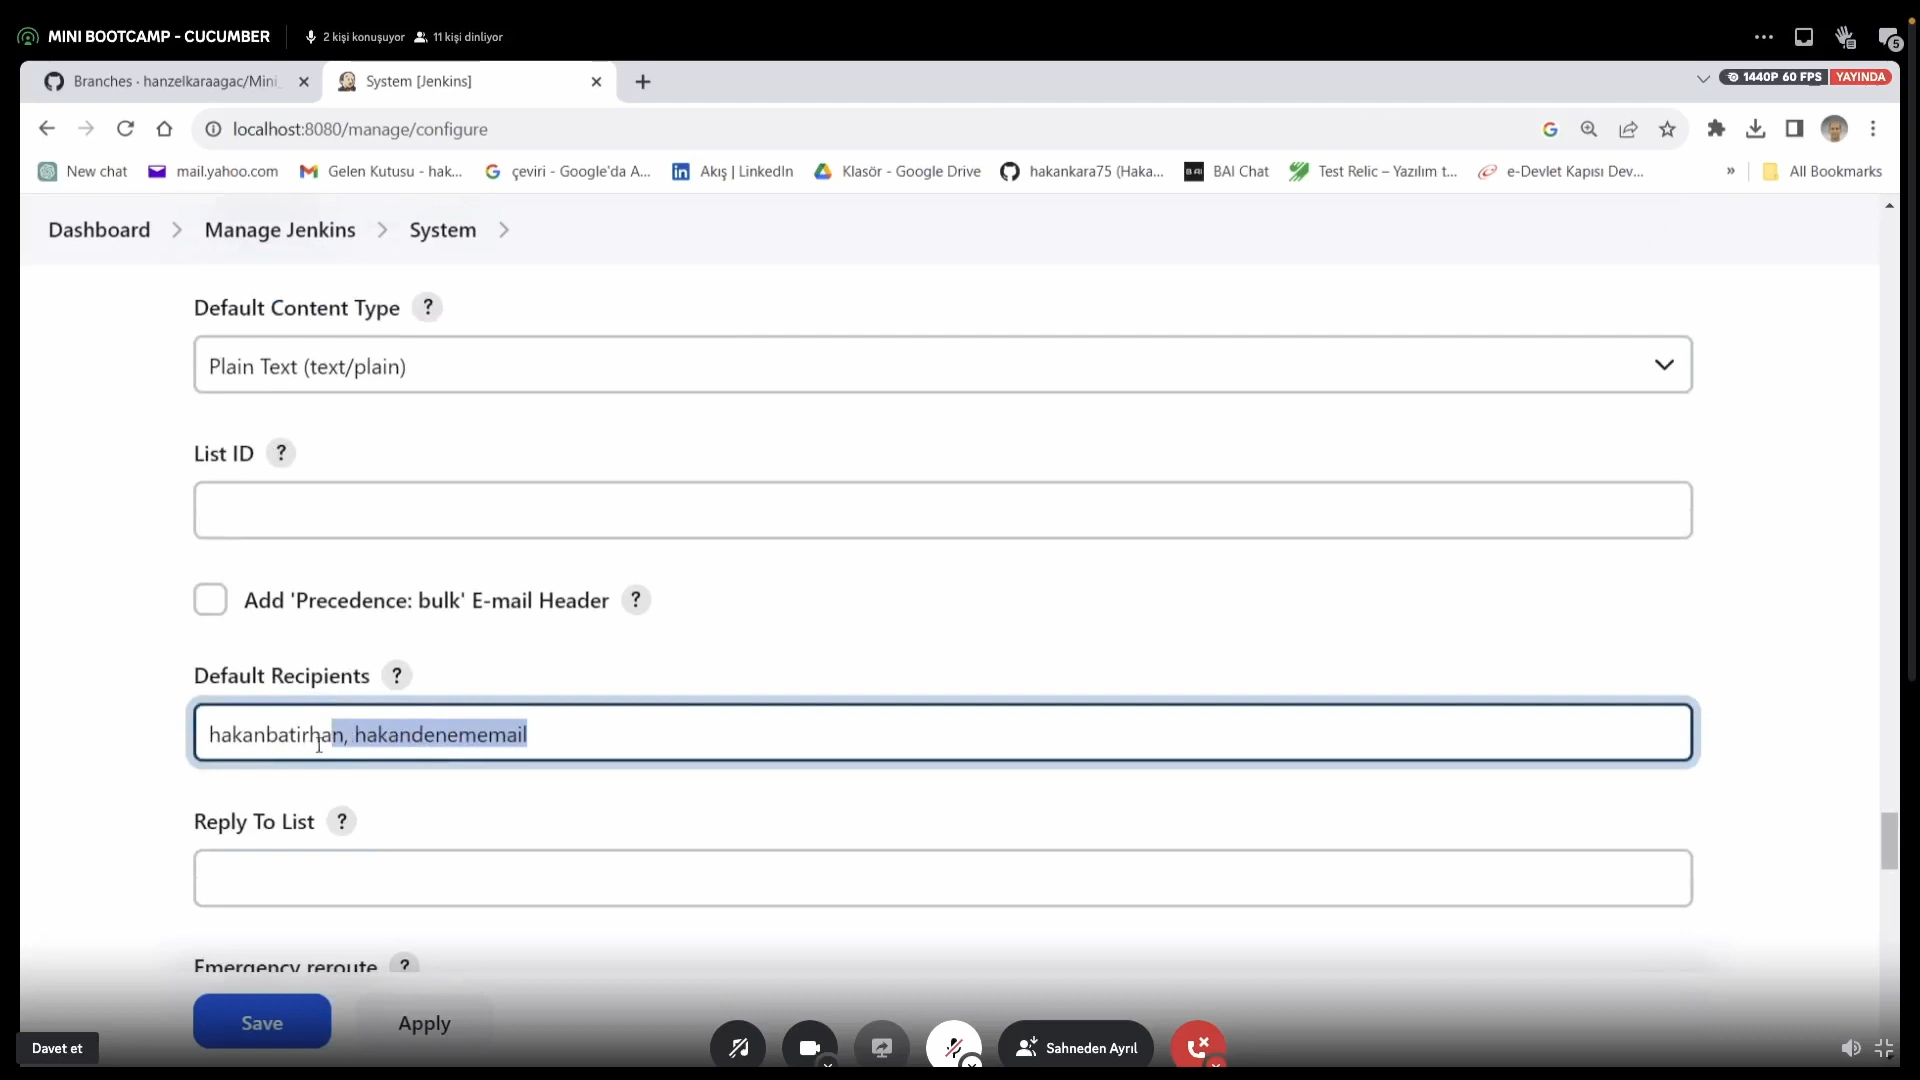 MINI BOOTCAMP - CUCUMBER 2 kişi konuşuyor 11 kişi dinliyor 5
Branches · hanzelkaraagac/Mini_ System [Jenkins] 1440P 60 FPS YAYINDA
localhost:8080/manage/configure
New chat mail.yahoo.com Gelen Kutusu - hak... çeviri - Google'da A... Akış | LinkedIn Klasör - Google Drive hakankara75 (Haka... BAI BAI Chat Test Relic – Yazılım t... e-Devlet Kapısı Dev... » All Bookmarks
Dashboard > Manage Jenkins > System >
Default Content Type ?
Plain Text (text/plain)
List ID ?
Add 'Precedence: bulk' E-mail Header ?
Default Recipients ?
hakanbatirhan, hakandenememail
Reply To List ?
Emergency reroute ?
Save Apply
Davet et Sahneden Ayrıl